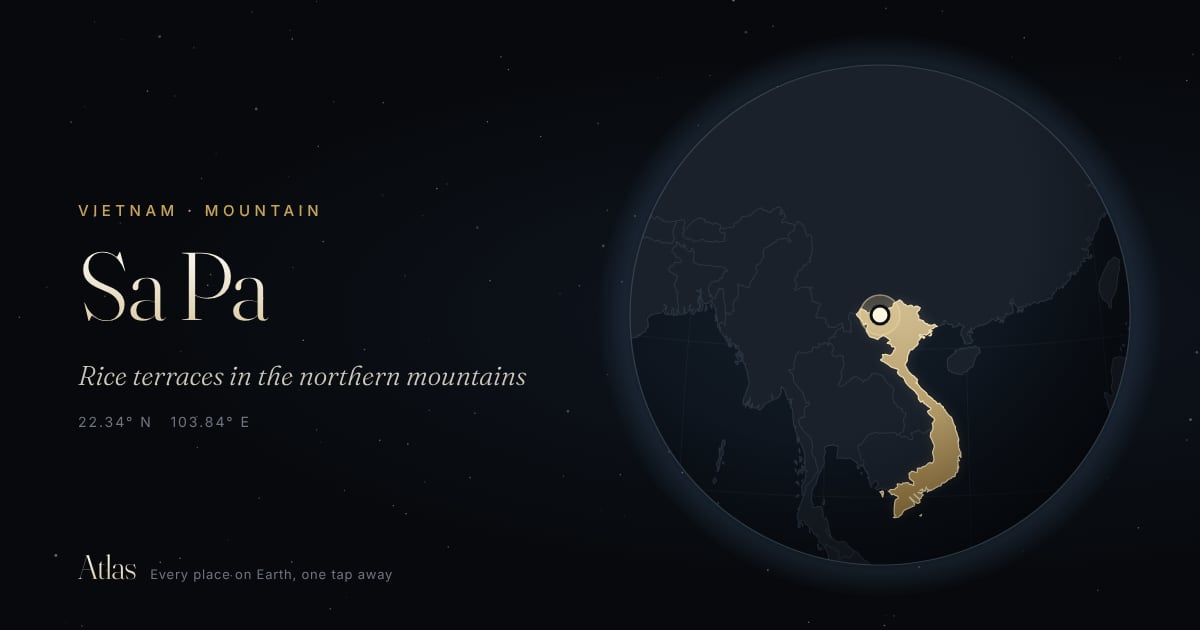 VIETNAM · MOUNTAIN
Sa Pa
Rice terraces in the northern mountains
22.34° N 103.84° E
Atlas Every place on Earth, one tap away